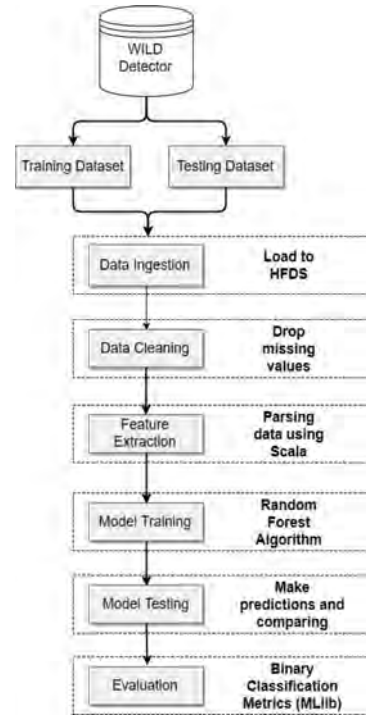 WILD
Detector
Training Dataset
Testing Dataset
Data Ingestion
Load to
HFDS
Data Cleaning
Drop
missing
values
Feature
Extraction
Parsing
data using
Scala
Model Training
Random
Forest
Algorithm
Model Testing
Make
predictions and
comparing
Evaluation
Binary
Classification
Metrics (MLlib)